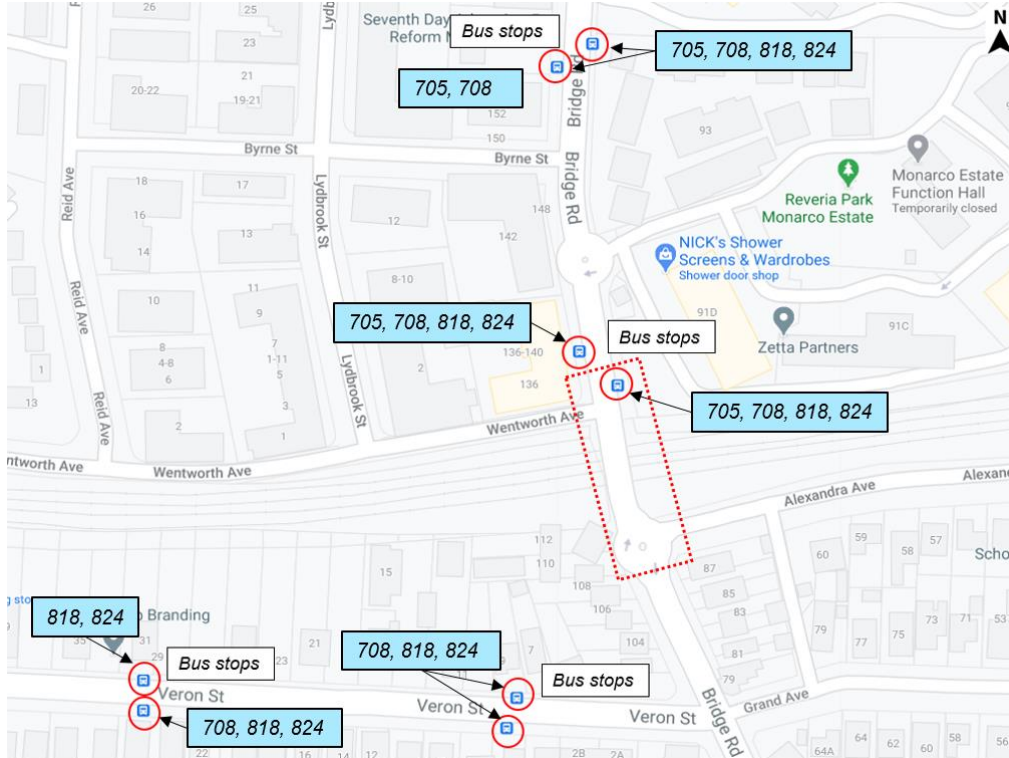 Seventh Day
Reform M
Bus stops
705, 708, 818, 824
705, 708
N
Lydb
Bridge Rd
25
23
21
19-21
20-22
152
150
93
Byrne St
Byrne St
Reid Ave
Lydbrook St
Bridge Rd
Monarco Estate
Function Hall
Temporarily closed
Reveria Park
Monarco Estate
18
17
16
14
13
12
148
142
NICK's Shower
Screens & Wardrobes
Shower door shop
8-10
10
11
9
Reid Ave
91D
91C
Zetta Partners
705, 708, 818, 824
Bus stops
136-140
136
705, 708, 818, 824
8
4-8
6
7
1-11
5
3
1
2
2
1
13
Lydbrook St
Reid Ave
Wentworth Ave
entworth Ave
Wentworth Ave
Alexandra Ave
Alexan
112
110
108
106
104
15
87
85
83
81
79
60
59
58
57
Scho
79
77
75
73
71
53
818, 824
Branding
35
31
29
23
21
9
7
708, 818, 824
Bus stops
Bus stops
Veron St
Veron St
Veron St
Grand Ave
Bridge Rd
708, 818, 824
22
16
14
12
2B
2A
64A
64
62
60
58
56